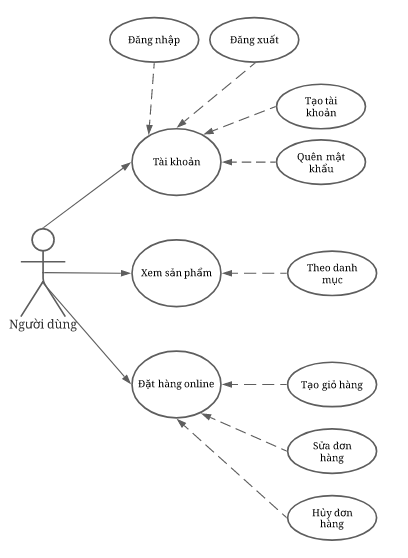 Đăng nhập
Đăng xuất
Tạo tài
khoản
Tài khoản
Quên mật
khẩu
Xem sản phẩm
Theo danh
mục
Người dùng
Đặt hàng online
Tạo giỏ hàng
Sửa đơn
hàng
Hủy đơn
hàng